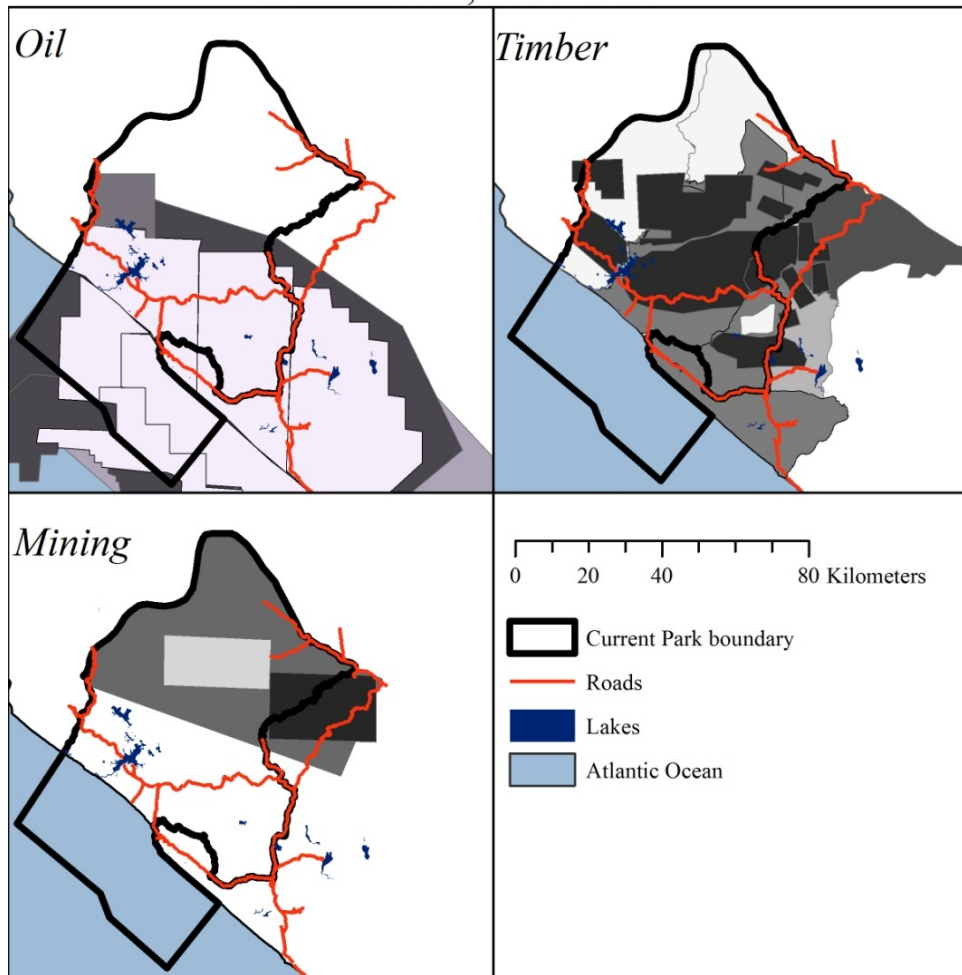 Oil
Timber
Mining
0 20 40 80 Kilometers
Current Park boundary
Roads
Lakes
Atlantic Ocean